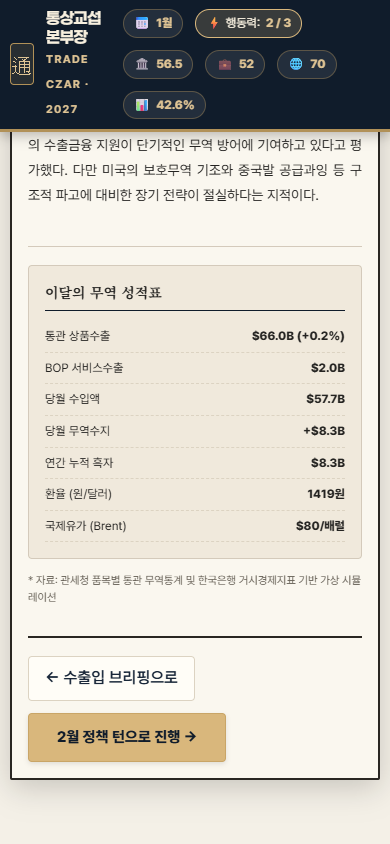 通
통상교섭
본부장
TRADE
CZAR ·
2027
1월
행동력: 2 / 3
56.5
52
70
42.6%
의 수출금융 지원이 단기적인 무역 방어에 기여하고 있다고 평
가했다. 다만 미국의 보호무역 기조와 중국발 공급과잉 등 구
조적 파고에 대비한 장기 전략이 절실하다는 지적이다.
이달의 무역 성적표
통관 상품수출 $66.0B (+0.2%)
BOP 서비스수출 $2.0B
당월 수입액 $57.7B
당월 무역수지 +$8.3B
연간 누적 흑자 $8.3B
환율 (원/달러) 1419원
국제유가 (Brent) $80/배럴
* 자료: 관세청 품목별 통관 무역통계 및 한국은행 거시경제지표 기반 가상 시뮬
레이션
← 수출입 브리핑으로
2월 정책 턴으로 진행 →